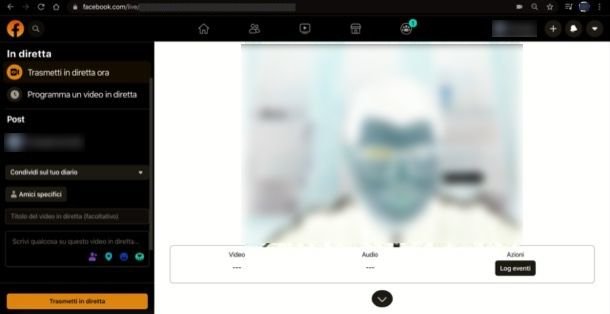 facebook.com/live/
1
In diretta
Trasmetti in diretta ora
Programma un video in diretta
Post
Condividi sul tuo diario
Amici specifici
Titolo del video in diretta (facoltativo)
Scrivi qualcosa su questo video in diretta...
Trasmetti in diretta
Video
Audio
Azioni
---
---
Log eventi